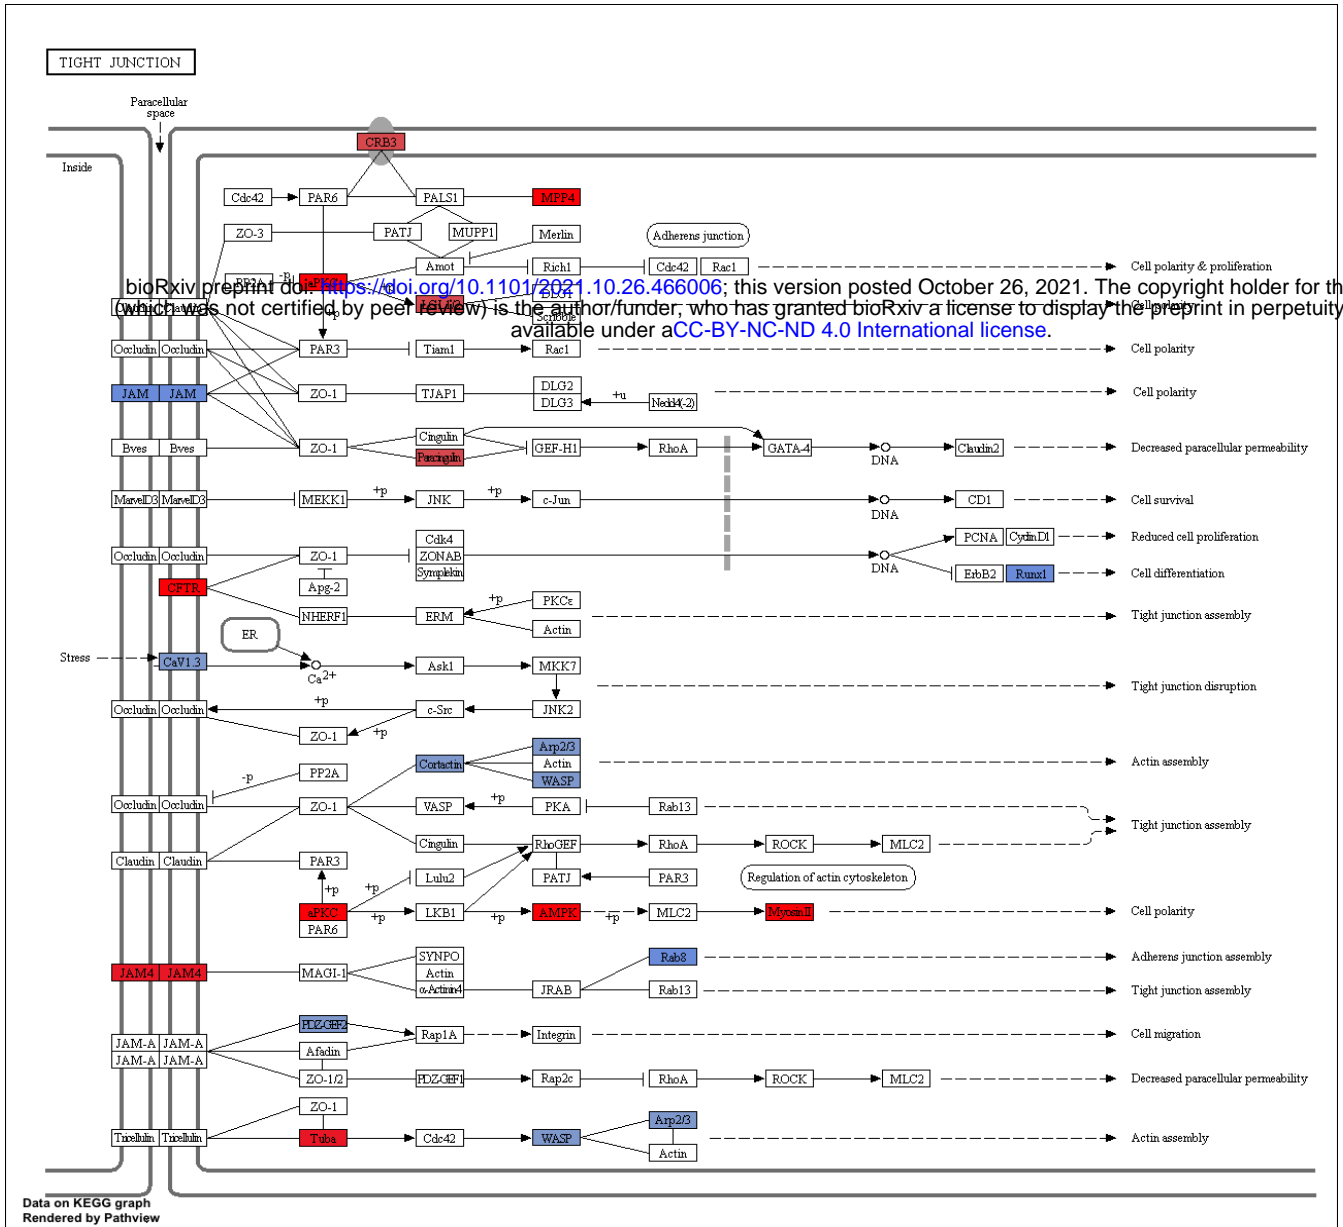 TIGHT JUNCTION
Paracellular
space
CRB3
Inside
Cdc42 PAR6 PALS1 MPP4
ZO-3 PATJ MUPP1 Merlin Adherens junction
Amot Rich1 Cdc42 Rac1 Cell polarity & proliferation
PP2A -p aPKC
bioRxiv preprint doi: https://doi.org/10.1101/2021.10.26.466006; this version posted October 26, 2021. The copyright holder for th
(which was not certified by peer review) is the author/funder, who has granted bioRxiv a license to display the preprint in perpetuity
available under aCC-BY-NC-ND 4.0 International license.
Claudin Claudin +p DLG1 Cell polarity
Scribble
Occludin Occludin PAR3 Tiam1 Rac1 Cell polarity
JAM JAM ZO-1 TJAP1 DLG2 Cell polarity
DLG3 +u Nedd4(-2)
Cingulin
Bves Bves ZO-1 GEF-H1 RhoA GATA-4 DNA Claudin2 Decreased paracellular permeability
Paracingulin
MarvelD3 MarvelD3 MEKK1 +p JNK +p c-Jun DNA CD1 Cell survival
Cdk4 PCNA CyclinD1 Reduced cell proliferation
Occludin Occludin ZO-1 ZONAB DNA
Symplekin ErbB2 Runx1 Cell differentiation
CFTR Apg-2
+p PKCε
NHERF1 ERM Tight junction assembly
Actin
ER
Stress CaV1.3 Ca2+ Ask1 MKK7
Tight junction disruption
Occludin Occludin +p c-Src JNK2
ZO-1 +p
Arp2/3
Cortactin Actin Actin assembly
-p PP2A WASP
Occludin Occludin ZO-1 VASP +p PKA Rab13
Tight junction assembly
Cingulin RhoGEF RhoA ROCK MLC2
Claudin Claudin PAR3
+p +p Lulu2 PATJ PAR3 Regulation of actin cytoskeleton
aPKC +p LKB1 +p AMPK +p MLC2 MyosinII Cell polarity
PAR6
SYNPO Rab8 Adherens junction assembly
JAM4 JAM4 MAGI-1 Actin
α-Actinin4 JRAB Rab13 Tight junction assembly
PDZ-GEF2
JAM-A JAM-A Rap1A Integrin Cell migration
JAM-A JAM-A Afadin
ZO-1/2 PDZ-GEF1 Rap2c RhoA ROCK MLC2 Decreased paracellular permeability
ZO-1 Arp2/3
Tricellulin Tricellulin Tuba Cdc42 WASP Actin assembly
Actin
Data on KEGG graph
Rendered by Pathview